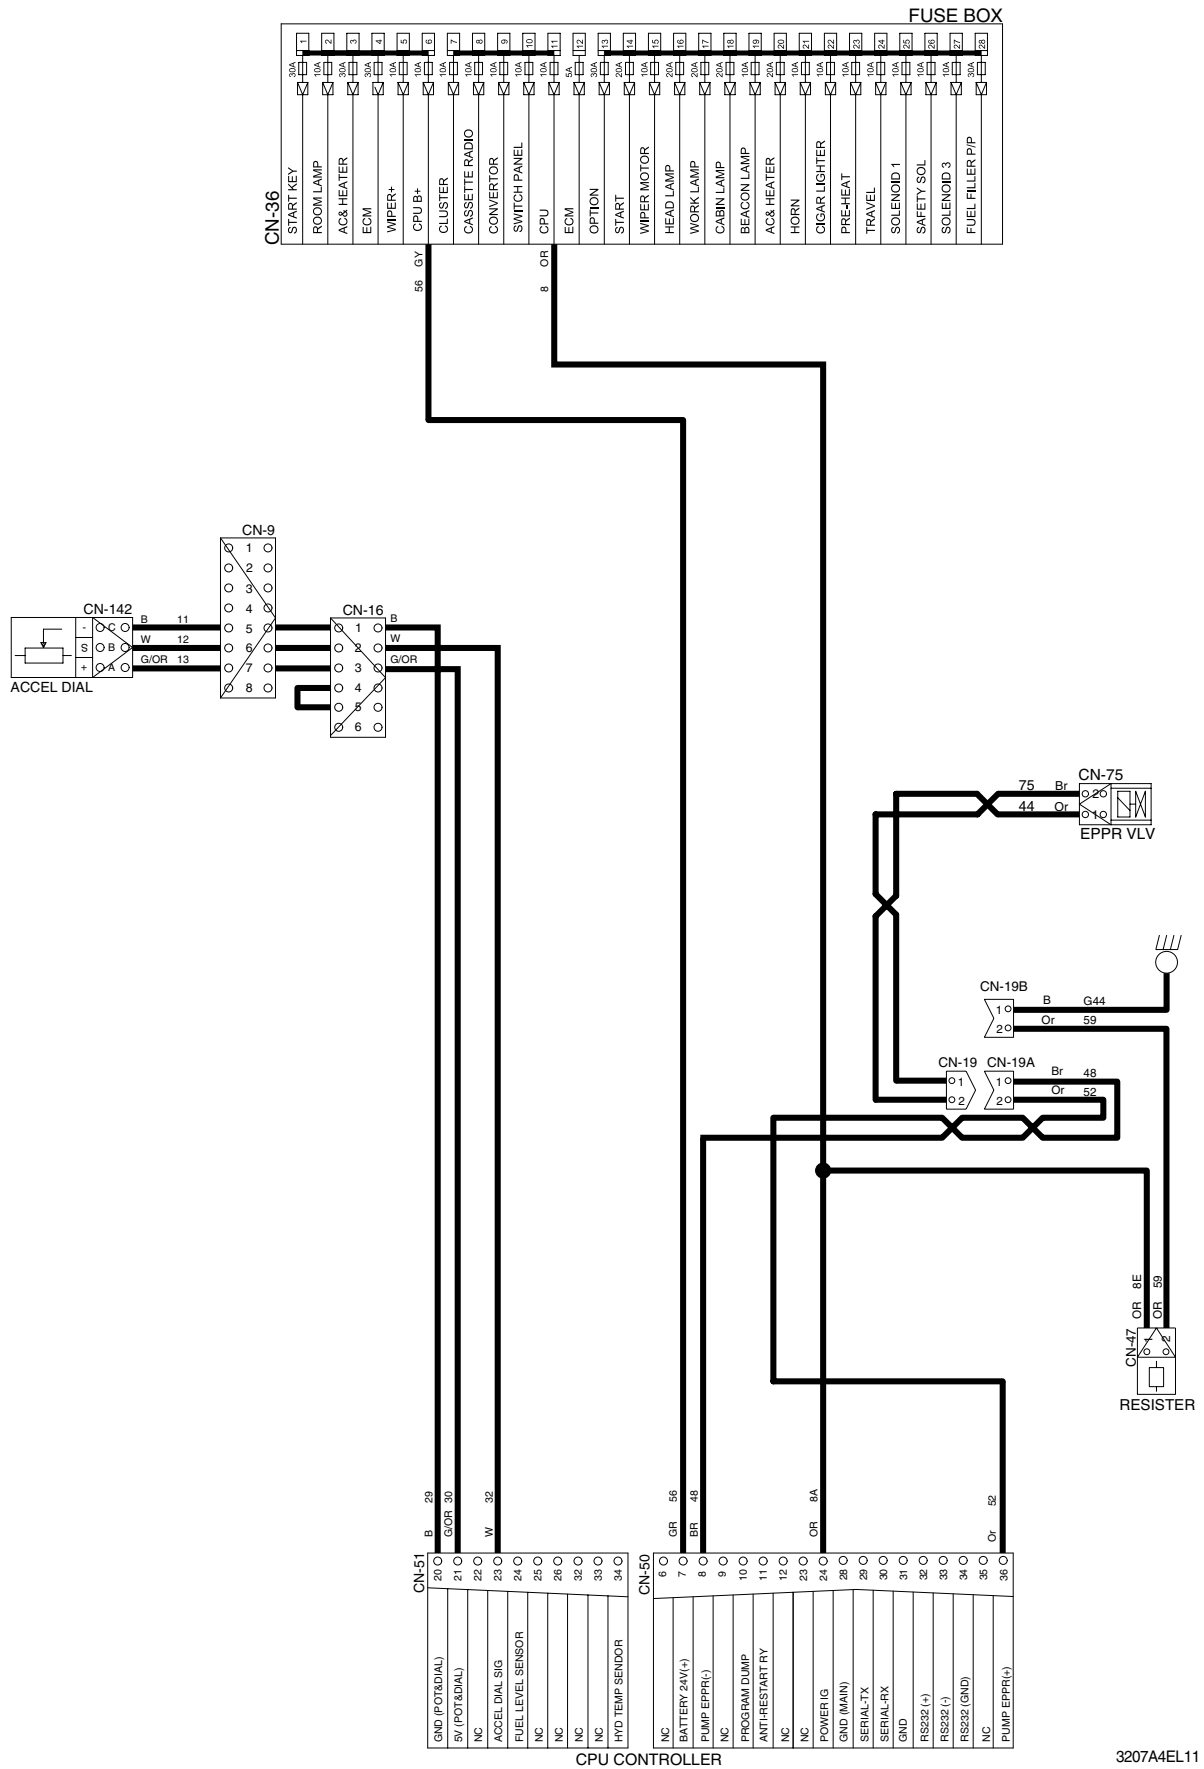 FUSE BOX
CN-36
1 2 3 4 5 6 7 8 9 10 11 12 13 14 15 16 17 18 19 20 21 22 23 24 25 26 27 28
30A 10A 30A 30A 10A 10A 10A 10A 10A 10A 10A 5A 30A 20A 10A 20A 20A 10A 10A 20A 10A 10A 10A 10A 10A 10A 10A 30A
START KEY
ROOM LAMP
AC& HEATER
ECM
WIPER+
CPU B+
CLUSTER
CASSETTE RADIO
CONVERTOR
SWITCH PANEL
CPU
ECM
OPTION
START
WIPER MOTOR
HEAD LAMP
WORK LAMP
CABIN LAMP
BEACON LAMP
AC& HEATER
HORN
CIGAR LIGHTER
PRE-HEAT
TRAVEL
SOLENOID 1
SAFETY SOL
SOLENOID 3
FUEL FILLER P/P
56 GY
8 OR
CN-9
1
2
3
4
5
6
7
8
CN-142
- C
S B
+ A
ACCEL DIAL
B 11
W 12
G/OR 13
CN-16
1
2
3
4
5
6
B
W
G/OR
CN-75
75 Br 2
44 Or 1
EPPR VLV
CN-19B
1 B G44
2 Or 59
CN-19
1
2
CN-19A
1 Br 48
2 Or 52
OR 8E
OR 59
CN-47
1 2
RESISTER
B 29
G/OR 30
W 32
GR 56
BR 48
OR 8A
Or 52
CN-51
20 GND (POT&DIAL)
21 5V (POT&DIAL)
22 NC
23 ACCEL DIAL SIG
24 FUEL LEVEL SENSOR
25 NC
26 NC
32 NC
33 NC
34 HYD TEMP SENDOR
CN-50
6 NC
7 BATTERY 24V(+)
8 PUMP EPPR(-)
9 NC
10 PROGRAM DUMP
11 ANTI-RESTART RY
12 NC
23 NC
24 POWER IG
28 GND (MAIN)
29 SERIAL-TX
30 SERIAL-RX
31 GND
32 RS232 (+)
33 RS232 (-)
34 RS232 (GND)
35 NC
36 PUMP EPPR(+)
CPU CONTROLLER
3207A4EL11